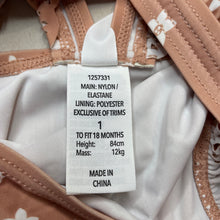 1257331
MAIN: NYLON /
ELASTANE
LINING: POLYESTER
EXCLUSIVE OF TRIMS
1
TO FIT 18 MONTHS
Height: 84cm
Mass: 12kg
MADE IN
CHINA